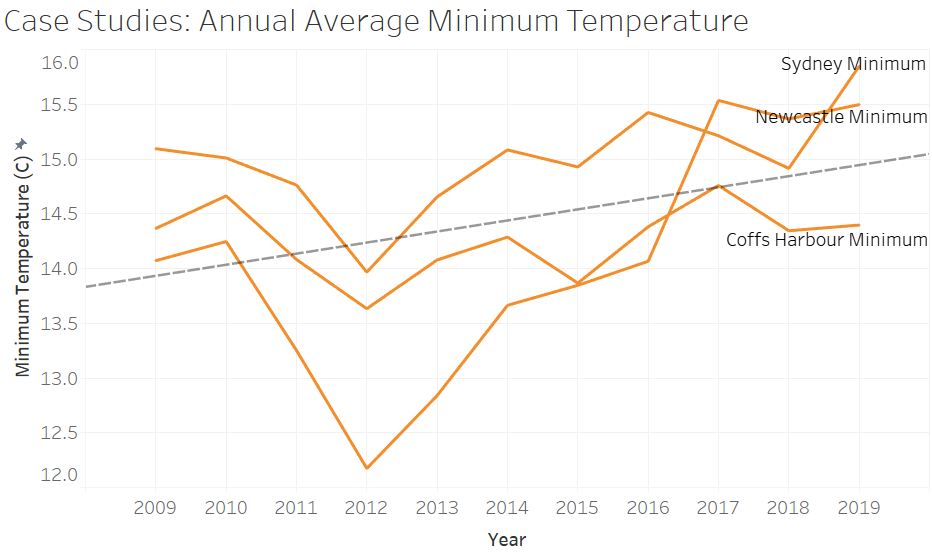 Case Studies: Annual Average Minimum Temperature
Minimum Temperature (C)
16.0
15.5
15.0
14.5
14.0
13.5
13.0
12.5
12.0
Sydney Minimum
Newcastle Minimum
Coffs Harbour Minimum
2009 2010 2011 2012 2013 2014 2015 2016 2017 2018 2019
Year